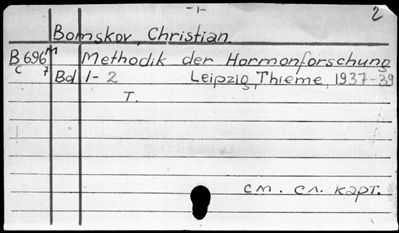 -1- 2
Bomskov, Christian.
B 696 M Methodik der Hormonforschung
c 7 Bd 1-2 Leipzig, Thieme, 1937-39
T.
см. сл. карт.